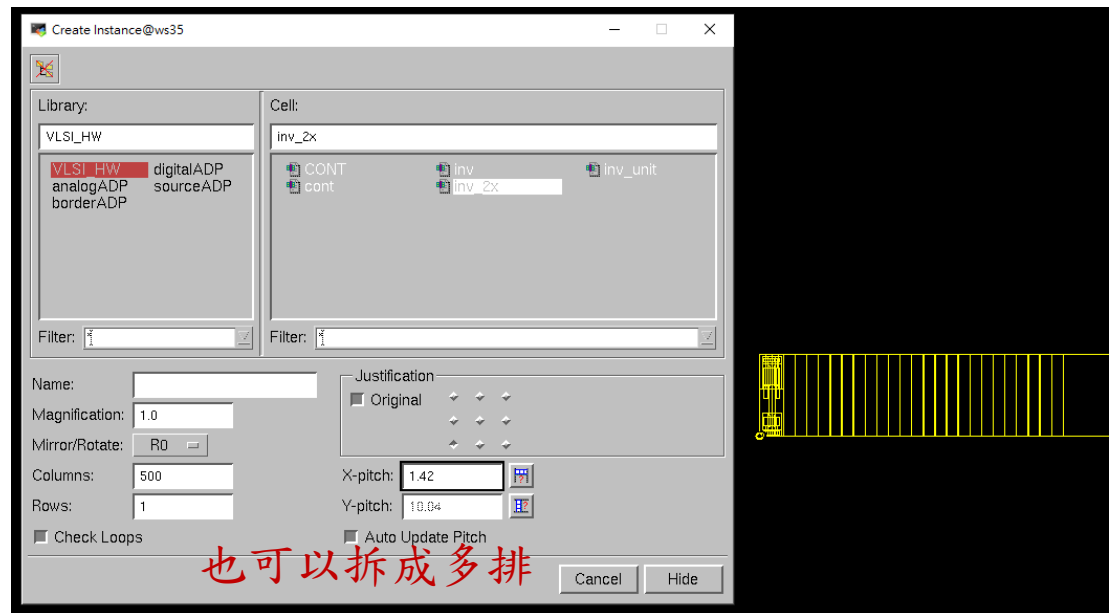 Create Instance@ws35
Library:
Cell:
VLSI_HW
inv_2x
VLSI_HW digitalADP
analogADP sourceADP
borderADP
CONT inv inv_unit
cont inv_2x
Filter: *
Filter: *
Name:
Justification
Magnification: 1.0
Original
Mirror/Rotate: R0
Columns: 500
X-pitch: 1.42
Rows: 1
Y-pitch: 10.04
Check Loops
Auto Update Pitch
也可以拆成多排
Cancel Hide